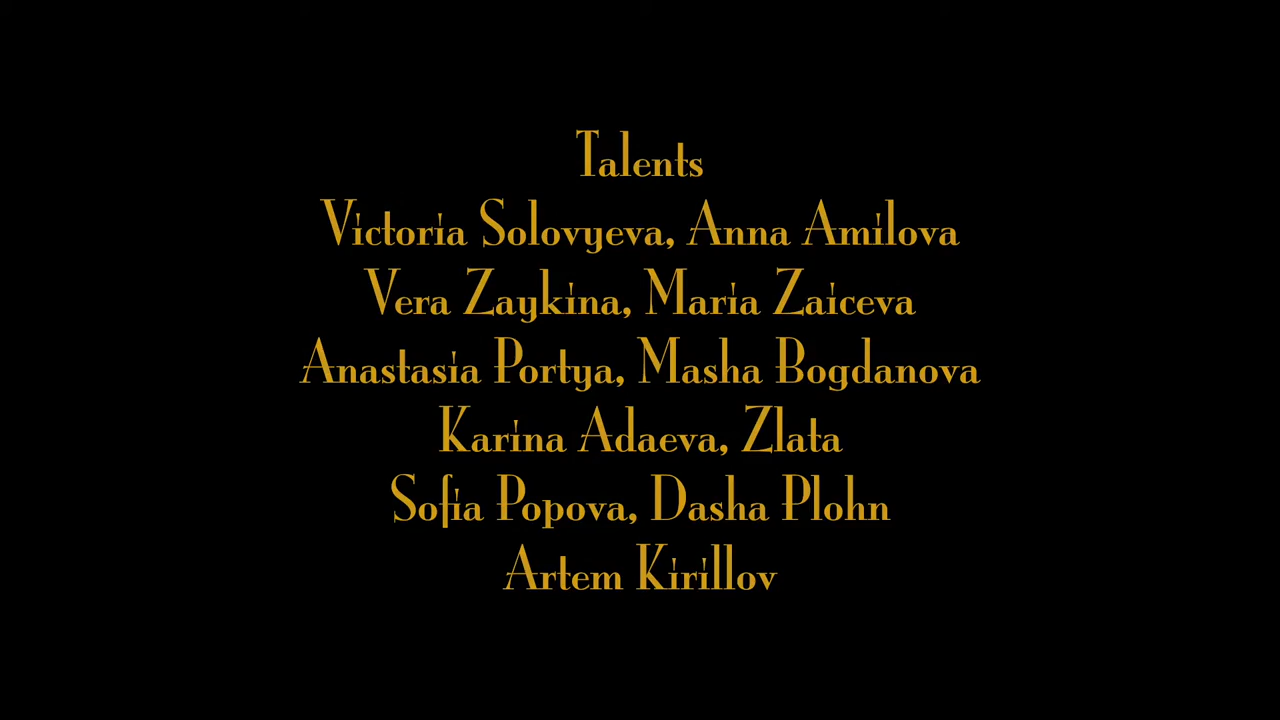 Talents
Victoria Solovyeva, Anna Amilova
Vera Zaykina, Maria Zaiceva
Anastasia Portya, Masha Bogdanova
Karina Adaeva, Zlata
Sofia Popova, Dasha Plohn
Artem Kirillov